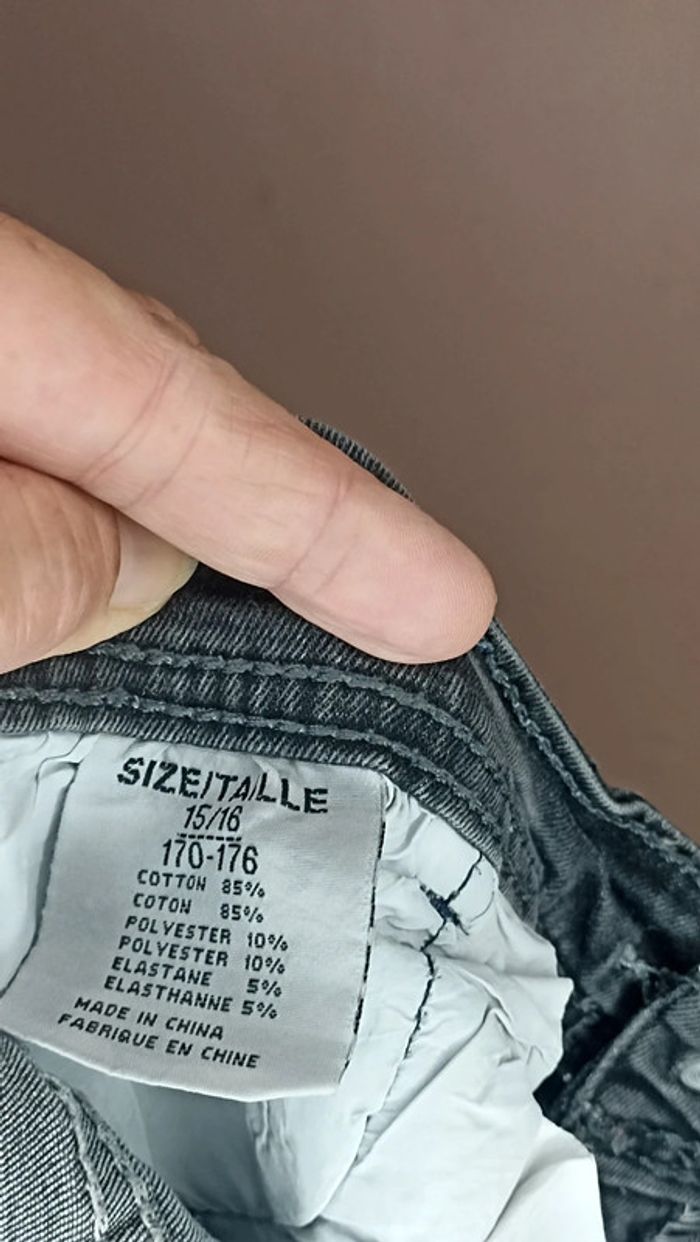 SIZE/TAILLE
15/16
170-176
COTTON 85%
COTON 85%
POLYESTER 10%
POLYESTER 10%
ELASTANE 5%
ELASTHANNE 5%
MADE IN CHINA
FABRIQUE EN CHINE